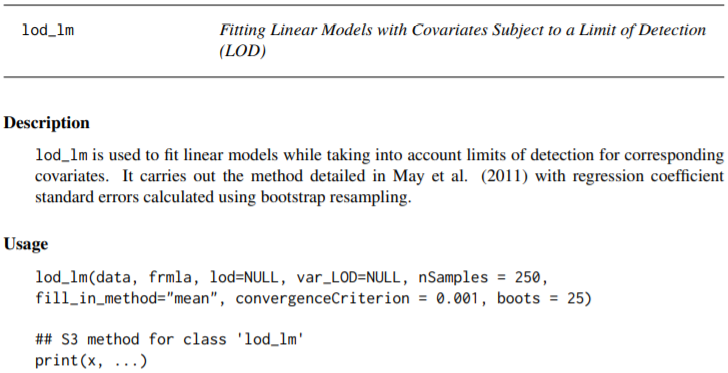 lod_lm Fitting Linear Models with Covariates Subject to a Limit of Detection
(LOD)
Description
lod_lm is used to fit linear models while taking into account limits of detection for corresponding
covariates. It carries out the method detailed in May et al. (2011) with regression coefficient
standard errors calculated using bootstrap resampling.
Usage
lod_lm(data, frmla, lod=NULL, var_LOD=NULL, nSamples = 250,
fill_in_method="mean", convergenceCriterion = 0.001, boots = 25)
## S3 method for class 'lod_lm'
print(x, ...)